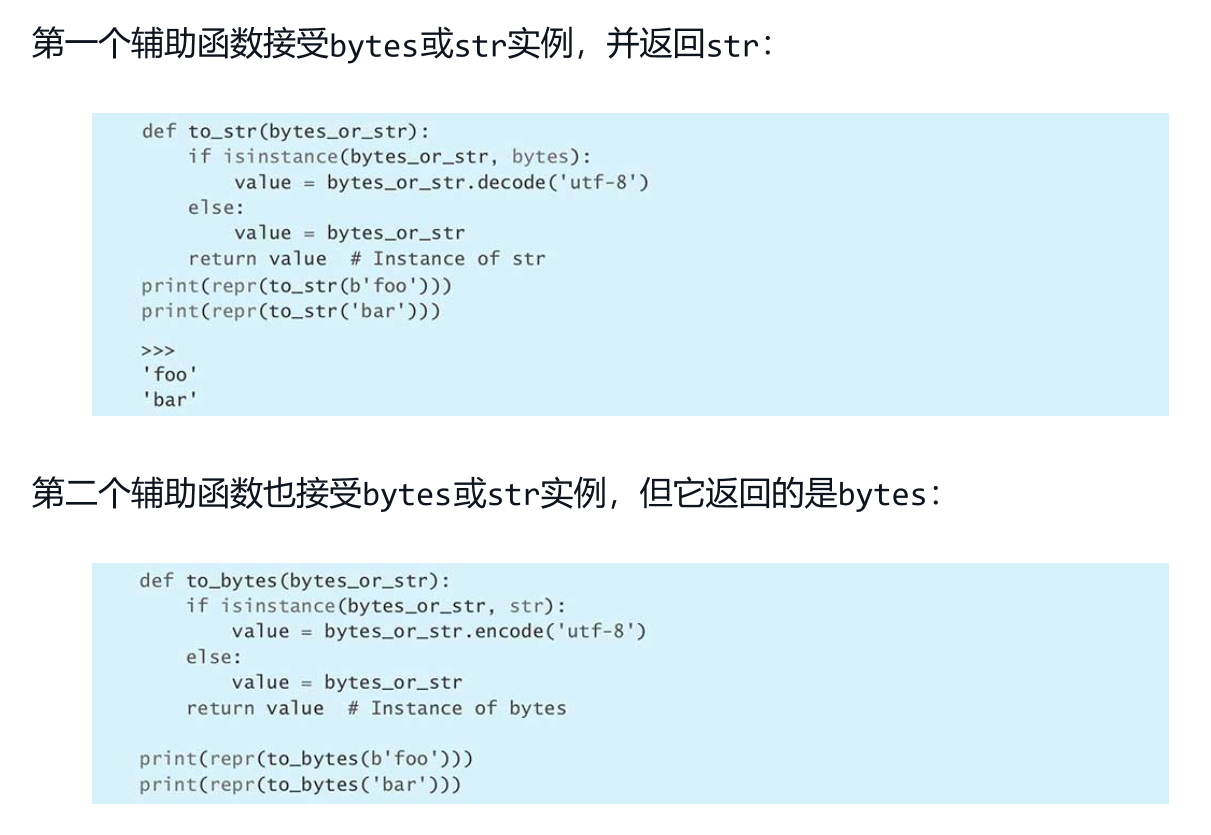 第一个辅助函数接受bytes或str实例，并返回str：
def to_str(bytes_or_str):
    if isinstance(bytes_or_str, bytes):
        value = bytes_or_str.decode('utf-8')
    else:
        value = bytes_or_str
    return value  # Instance of str
print(repr(to_str(b'foo')))
print(repr(to_str('bar')))
>>>
'foo'
'bar'
第二个辅助函数也接受bytes或str实例，但它返回的是bytes：
def to_bytes(bytes_or_str):
    if isinstance(bytes_or_str, str):
        value = bytes_or_str.encode('utf-8')
    else:
        value = bytes_or_str
    return value  # Instance of bytes
print(repr(to_bytes(b'foo')))
print(repr(to_bytes('bar')))